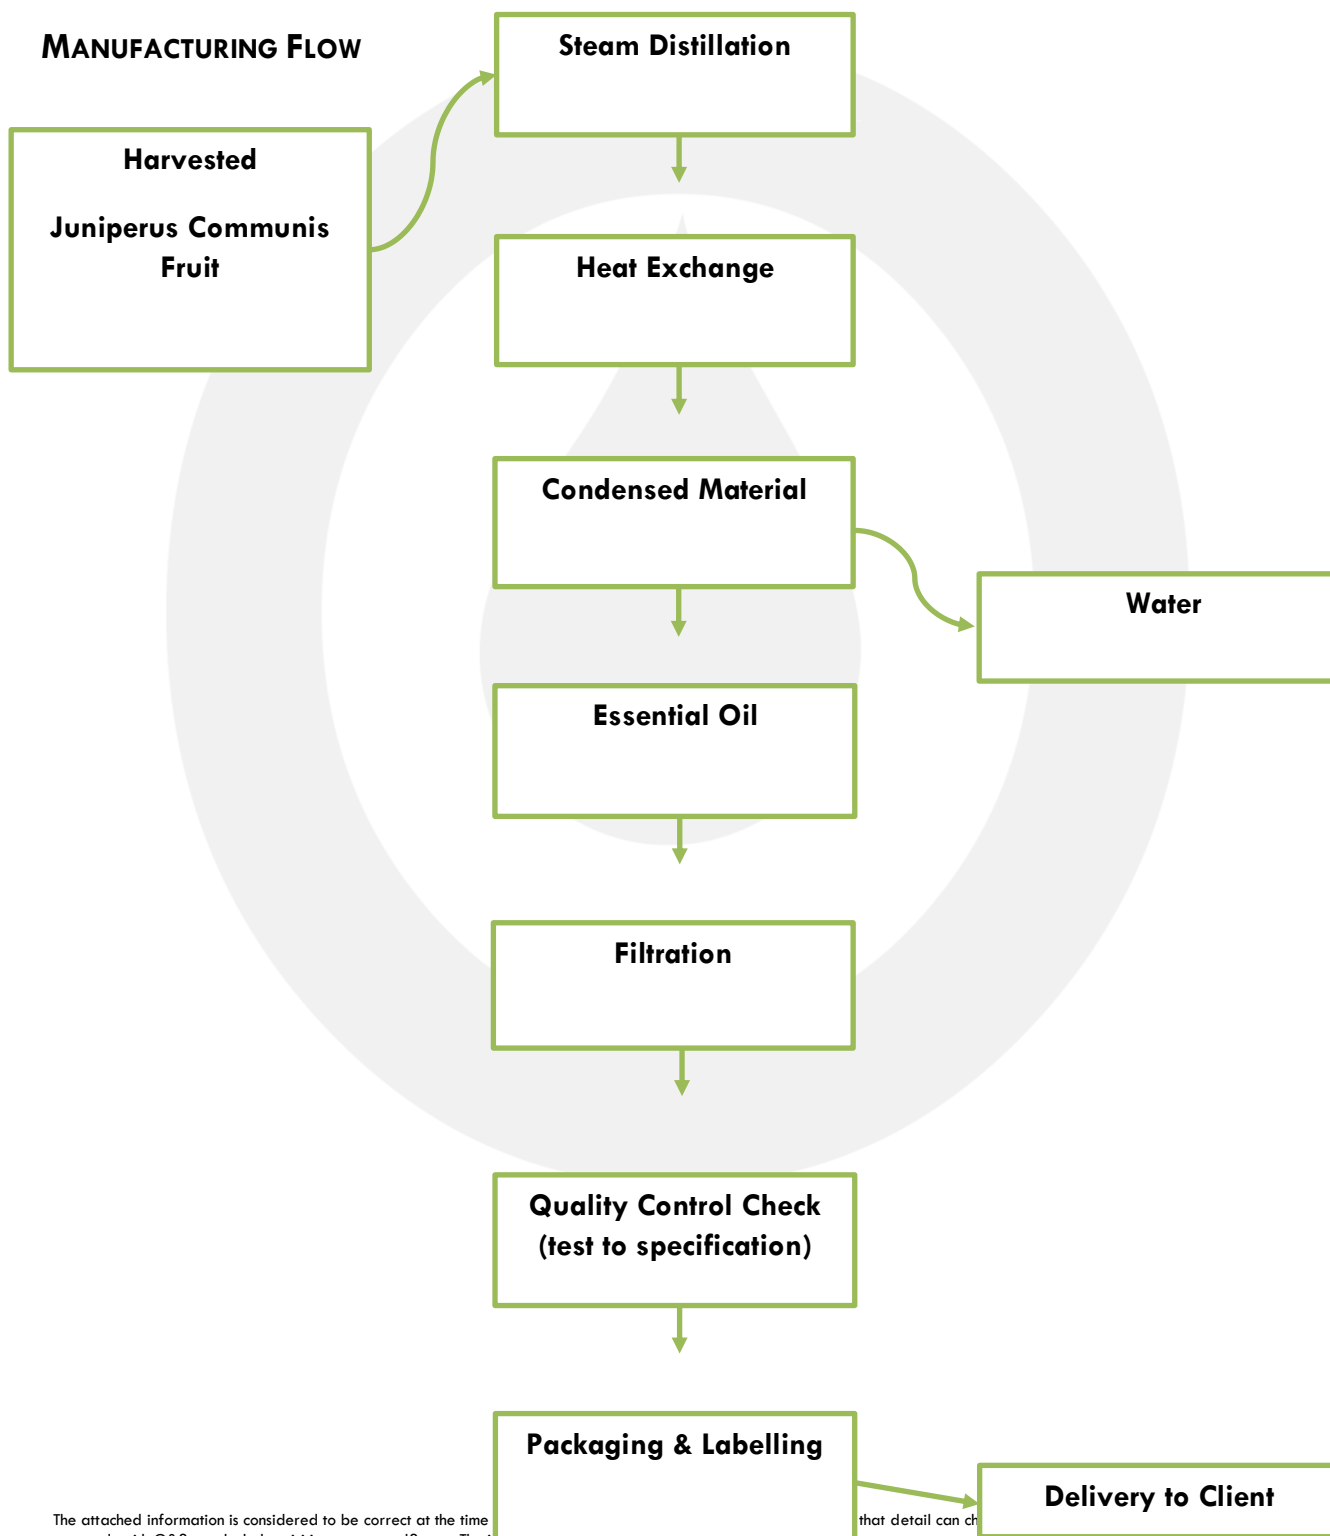 MANUFACTURING FLOW
Steam Distillation
Harvested
Juniperus Communis
Fruit
Heat Exchange
Condensed Material
Water
Essential Oil
Filtration
Quality Control Check
(test to specification)
Packaging & Labelling
Delivery to Client
The attached information is considered to be correct at the time
that detail can